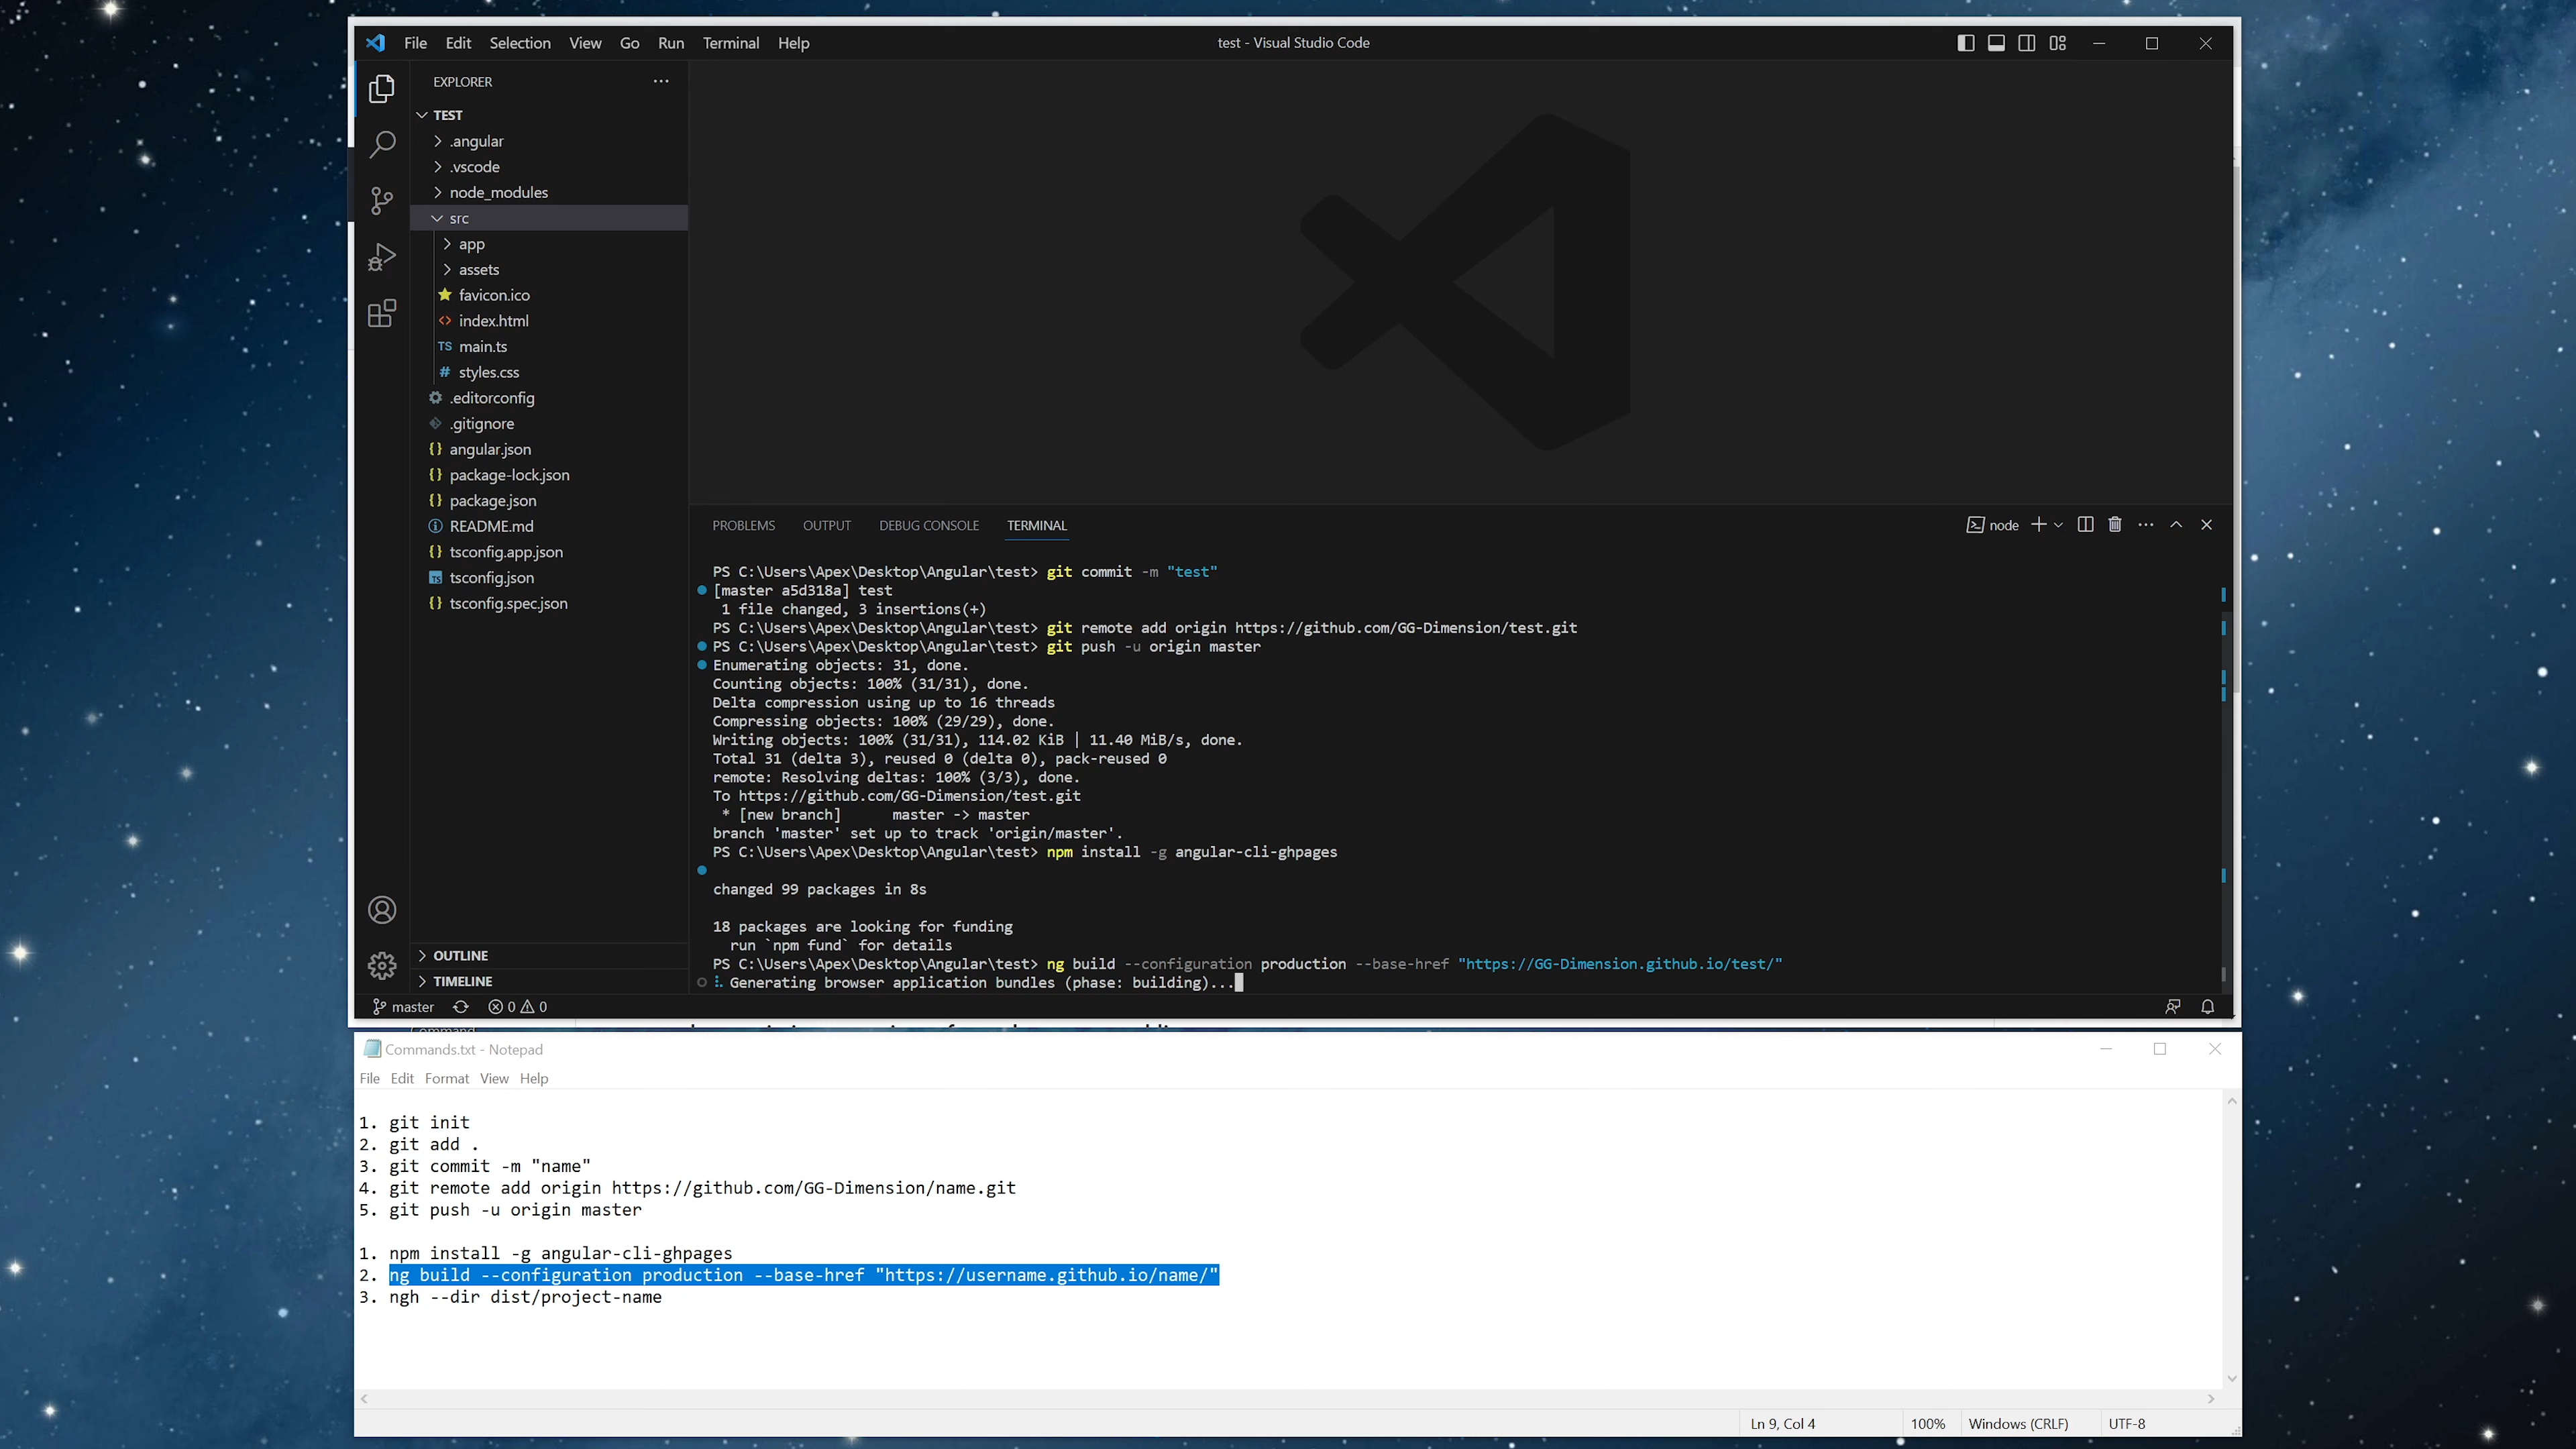 File Edit Selection View Go Run Terminal Help
test - Visual Studio Code
EXPLORER
TEST
.angular
.vscode
node_modules
src
app
assets
favicon.ico
index.html
TS main.ts
# styles.css
.editorconfig
.gitignore
{} angular.json
{} package-lock.json
{} package.json
README.md
{} tsconfig.app.json
TS tsconfig.json
{} tsconfig.spec.json
OUTLINE
TIMELINE
PROBLEMS OUTPUT DEBUG CONSOLE TERMINAL
node
PS C:\Users\Apex\Desktop\Angular\test> git commit -m "test"
[master a5d318a] test
1 file changed, 3 insertions(+)
PS C:\Users\Apex\Desktop\Angular\test> git remote add origin https://github.com/GG-Dimension/test.git
PS C:\Users\Apex\Desktop\Angular\test> git push -u origin master
Enumerating objects: 31, done.
Counting objects: 100% (31/31), done.
Delta compression using up to 16 threads
Compressing objects: 100% (29/29), done.
Writing objects: 100% (31/31), 114.02 KiB | 11.40 MiB/s, done.
Total 31 (delta 3), reused 0 (delta 0), pack-reused 0
remote: Resolving deltas: 100% (3/3), done.
To https://github.com/GG-Dimension/test.git
* [new branch] master -> master
branch 'master' set up to track 'origin/master'.
PS C:\Users\Apex\Desktop\Angular\test> npm install -g angular-cli-ghpages
changed 99 packages in 8s
18 packages are looking for funding
run `npm fund` for details
PS C:\Users\Apex\Desktop\Angular\test> ng build --configuration production --base-href "https://GG-Dimension.github.io/test/"
Generating browser application bundles (phase: building)...
master 0 0
Commands.txt - Notepad
File Edit Format View Help
1. git init
2. git add .
3. git commit -m "name"
4. git remote add origin https://github.com/GG-Dimension/name.git
5. git push -u origin master
1. npm install -g angular-cli-ghpages
2. ng build --configuration production --base-href "https://username.github.io/name/"
3. ngh --dir dist/project-name
Ln 9, Col 4 100% Windows (CRLF) UTF-8